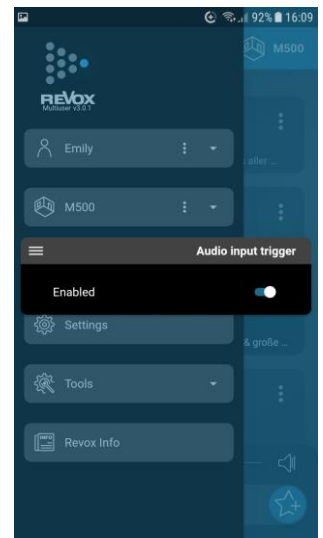 92% 16:09
M500
REVOX
Multiuser v3.0.1
Emily
aller ...
M500
Audio input trigger
Enabled
Settings
& große ...
Tools
INFO
Revox Info